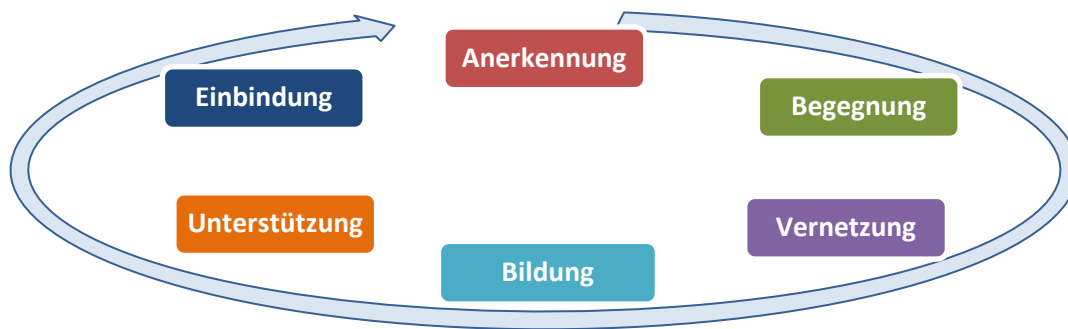 Anerkennung
Begegnung
Vernetzung
Bildung
Unterstützung
Einbindung